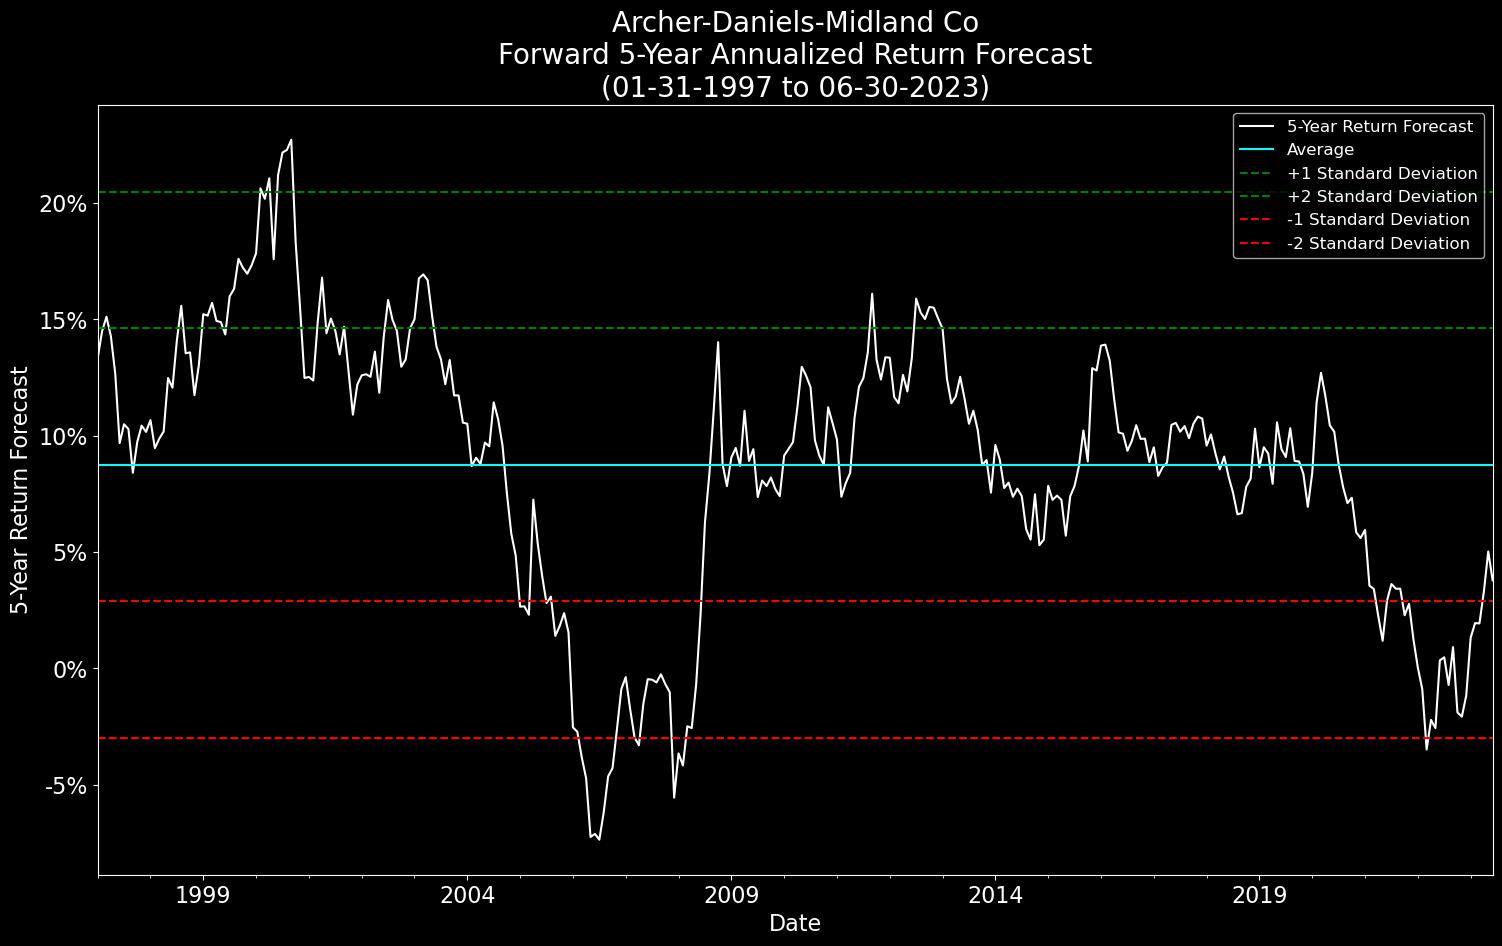 Archer-Daniels-Midland Co
Forward 5-Year Annualized Return Forecast
(01-31-1997 to 06-30-2023)
5-Year Return Forecast
Average
+1 Standard Deviation
+2 Standard Deviation
-1 Standard Deviation
-2 Standard Deviation
5-Year Return Forecast
20%
15%
10%
5%
0%
-5%
1999 2004 2009 2014 2019
Date